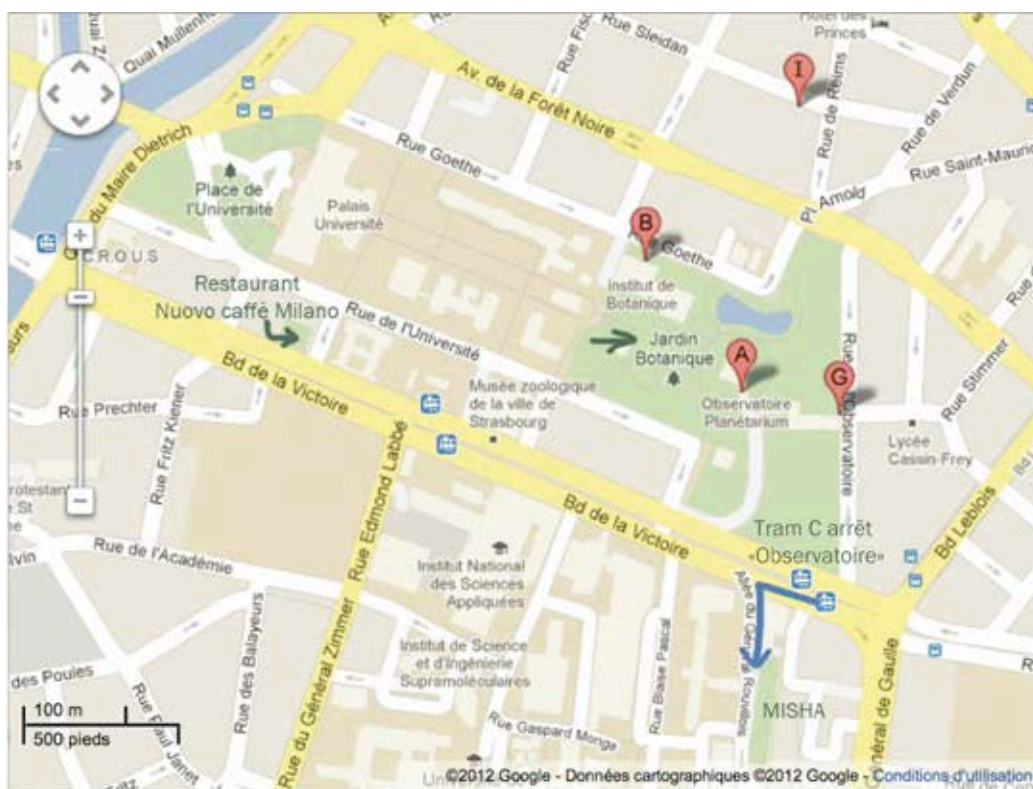 Quai Mullenh
Rue Sleidan
Hôtel des
Princes
Av. de la Forêt Noire
Rue de Reims
Rue de Verdun
Rue Saint-Mauric
du Maire Dietrich
Rue Goethe
Pl Arnold
Place de
l'Université
Palais
Université
I
B
Goethe
CROUS
Restaurant
Nuovo caffè Milano
Rue de l'Université
Institut de
Botanique
Jardin
Botanique
A
G
Observatoire
Planétarium
Rue
l'Observatoire
Rue Stimmer
Bd de la Victoire
Musée zoologique
de la ville de
Strasbourg
Rue Prechter
Rue Fritz Kiener
Rue Edmond Labbé
Lycée
Cassin-Frey
Bd Leblois
Bd de la Victoire
Tram C arrêt
«Observatoire»
Rue de l'Académie
Institut National
des Sciences
Appliquées
Allée du Général Rouvillois
Institut de Science
et d'Ingénierie
Supramoléculaires
Rue Blaise Pascal
des Poules
Rue des Balayeurs
Rue du Général Zimmer
Rue Paul Janet
Rue Gaspard Monge
MISHA
Général de Gaulle
100 m
500 pieds
©2012 Google - Données cartographiques ©2012 Google - Conditions d'utilisation